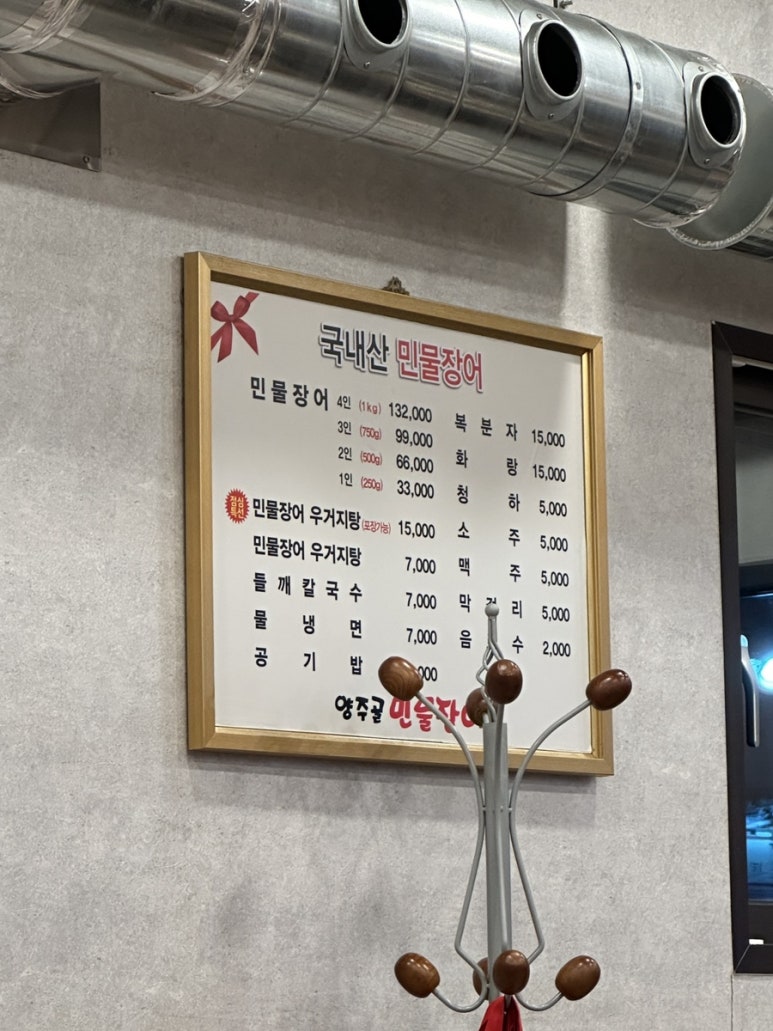 국내산 민물장어
민물장어 4인 (1kg) 132,000
3인 (750g) 99,000
2인 (500g) 66,000
1인 (250g) 33,000
점심
특선
민물장어 우거지탕 (포장가능) 15,000
민물장어 우거지탕 7,000
들깨칼국수 7,000
물냉면 7,000
공기밥
복분자 15,000
화랑 15,000
청하 5,000
소주 5,000
맥주 5,000
막걸리 5,000
음수 2,000
양주골 민물장어